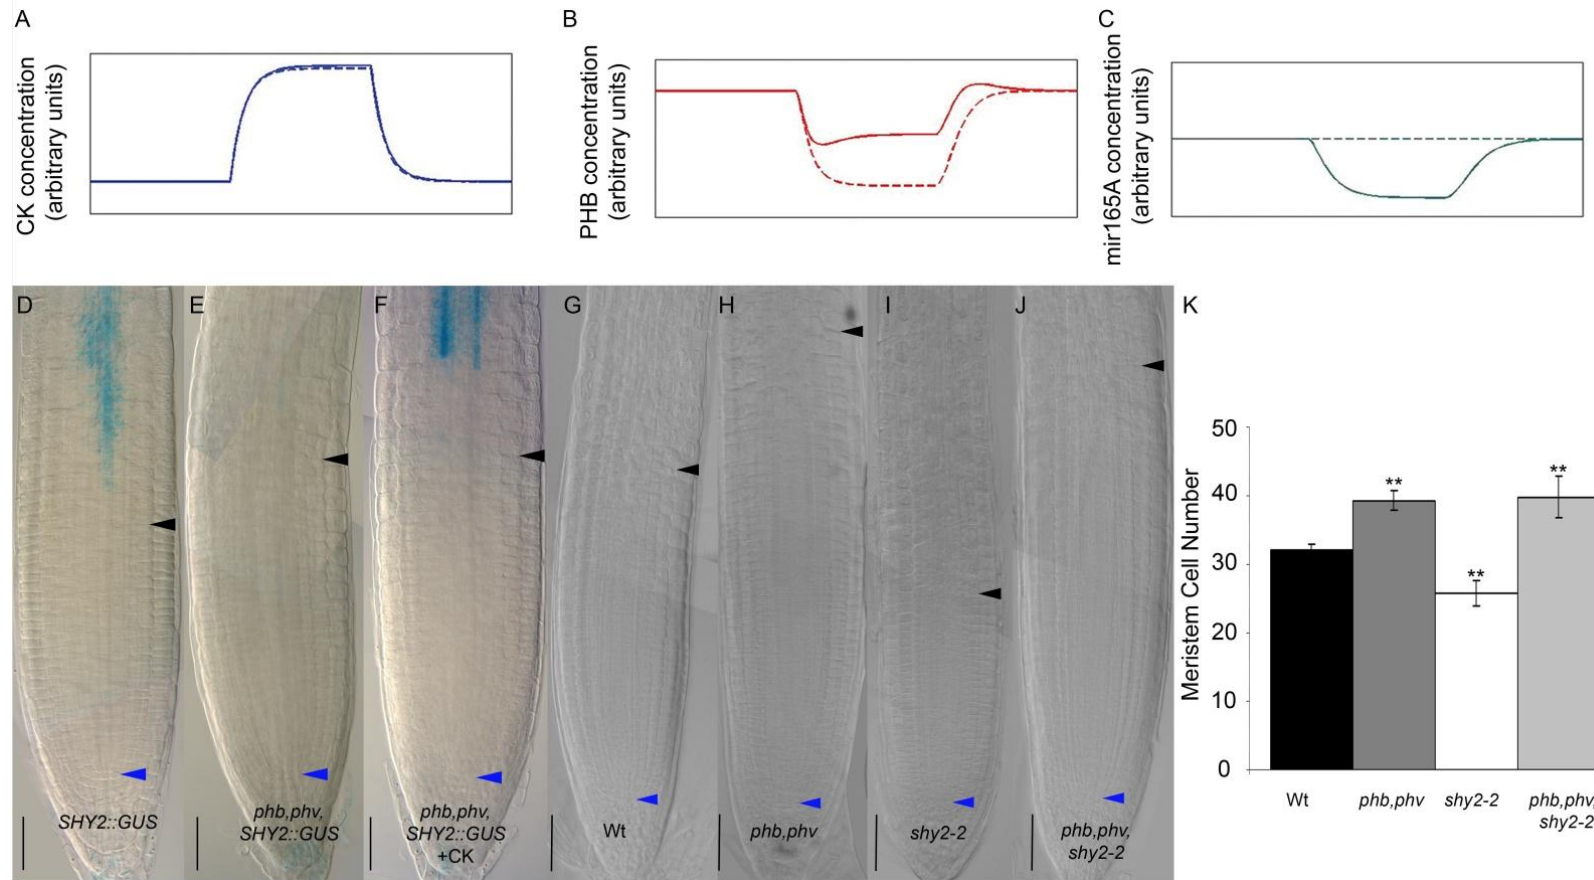 A
B
C
CK concentration
(arbitrary units)
PHB concentration
(arbitrary units)
mir165A concentration
(arbitrary units)
D
E
F
G
H
I
J
K
SHY2::GUS
phb,phv,
SHY2::GUS
phb,phv,
SHY2::GUS
+CK
Wt
phb,phv
shy2-2
phb,phv,
shy2-2
Meristem Cell Number
50
40
30
20
10
0
**
**
**
Wt
phb,phv
shy2-2
phb,phv,
shy2-2